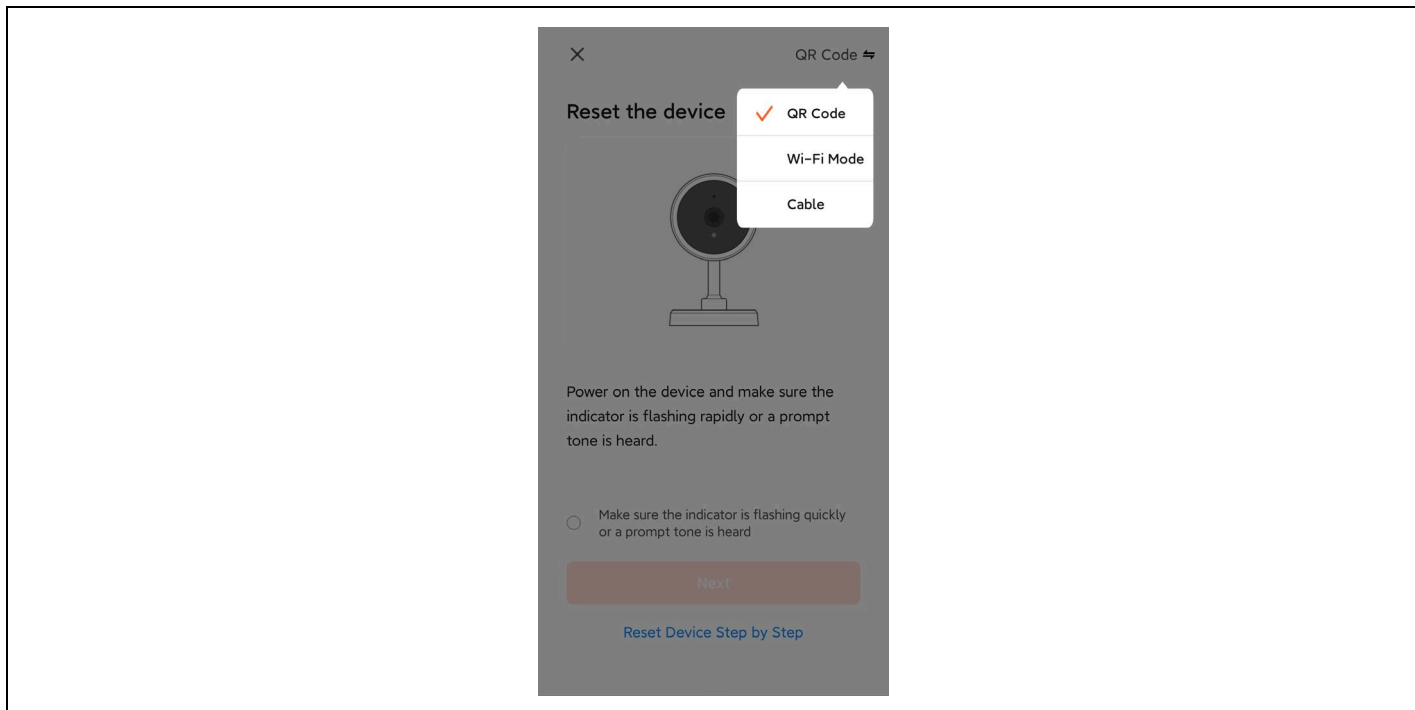 QR Code
Reset the device
QR Code
Wi-Fi Mode
Cable
Power on the device and make sure the
indicator is flashing rapidly or a prompt
tone is heard.
Make sure the indicator is flashing quickly
or a prompt tone is heard
Next
Reset Device Step by Step